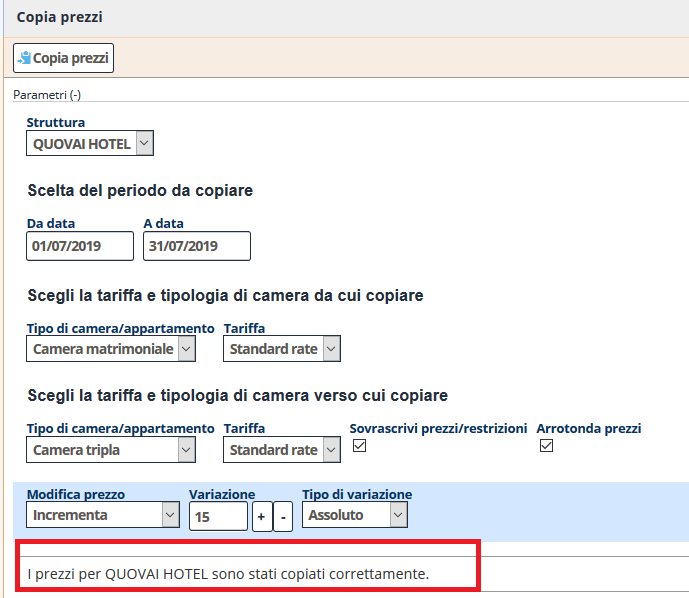 Copia prezzi
Copia prezzi
Parametri (-)
Struttura
QUOVAI HOTEL
Scelta del periodo da copiare
Da data A data
01/07/2019 31/07/2019
Scegli la tariffa e tipologia di camera da cui copiare
Tipo di camera/appartamento Tariffa
Camera matrimoniale Standard rate
Scegli la tariffa e tipologia di camera verso cui copiare
Tipo di camera/appartamento Tariffa Sovrascrivi prezzi/restrizioni Arrotonda prezzi
Camera tripla Standard rate
Modifica prezzo Variazione Tipo di variazione
Incrementa 15 + - Assoluto
I prezzi per QUOVAI HOTEL sono stati copiati correttamente.